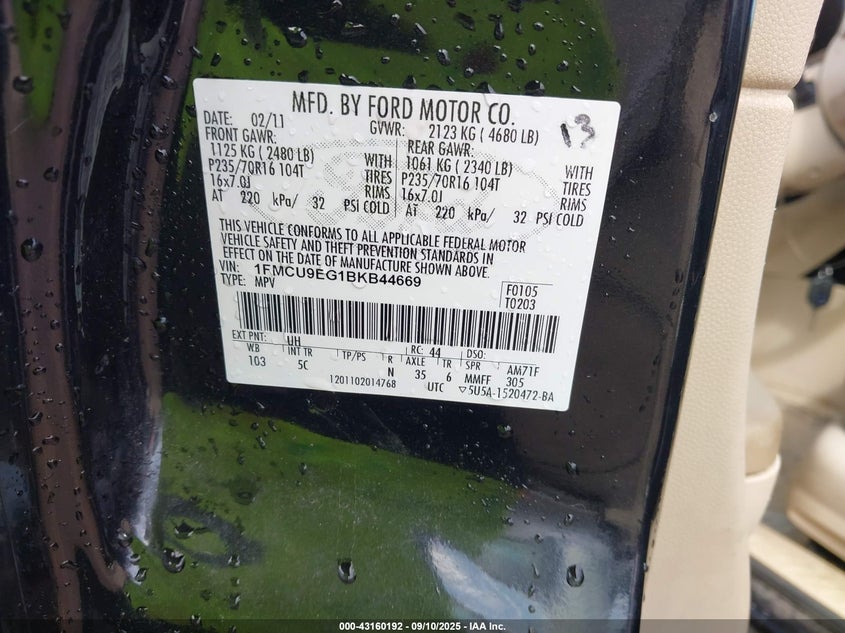 MFD. BY FORD MOTOR CO.
13
DATE: 02/11 GVWR: 2123 KG ( 4680 LB)
FRONT GAWR: REAR GAWR:
1125 KG ( 2480 LB) WITH 1061 KG ( 2340 LB) WITH
P235/70R16 104T TIRES P235/70R16 104T TIRES
16x7.0J RIMS 16x7.0J RIMS
AT 220 kPa/ 32 PSI COLD AT 220 kPa/ 32 PSI COLD
THIS VEHICLE CONFORMS TO ALL APPLICABLE FEDERAL MOTOR
VEHICLE SAFETY AND THEFT PREVENTION STANDARDS IN
EFFECT ON THE DATE OF MANUFACTURE SHOWN ABOVE.
VIN: 1FMCU9EG1BKB44669 F0105
TYPE: MPV T0203
EXT PNT: UH RC: 44 DSO:
WB INT TR TP/PS R AXLE TR SPR AM71F
103 5C N 35 6 MMFF 305
1201102014768 UTC ▽5U5A-1520472-BA
000-43160192 - 09/10/2025 - IAA Inc.